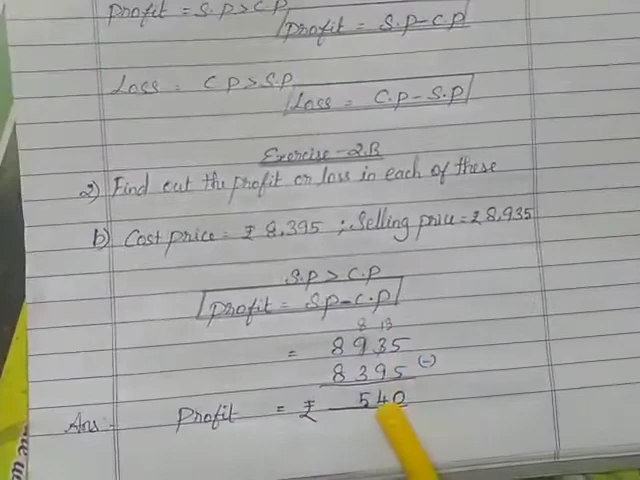 Profit = S.P > C.P
Profit = S.P - C.P
Loss = C P > S.P
Loss = C.P - S.P
Exercise - 2.B
2) Find out the profit or loss in each of these
b) Cost price = ₹ 8,395 ; Selling price = ₹ 8,935
S.P > C.P
Profit = S.P - C.P
8 13
= 8 9 3 5
8 3 9 5 (-)
Ans:- Profit = ₹ 5 4 0